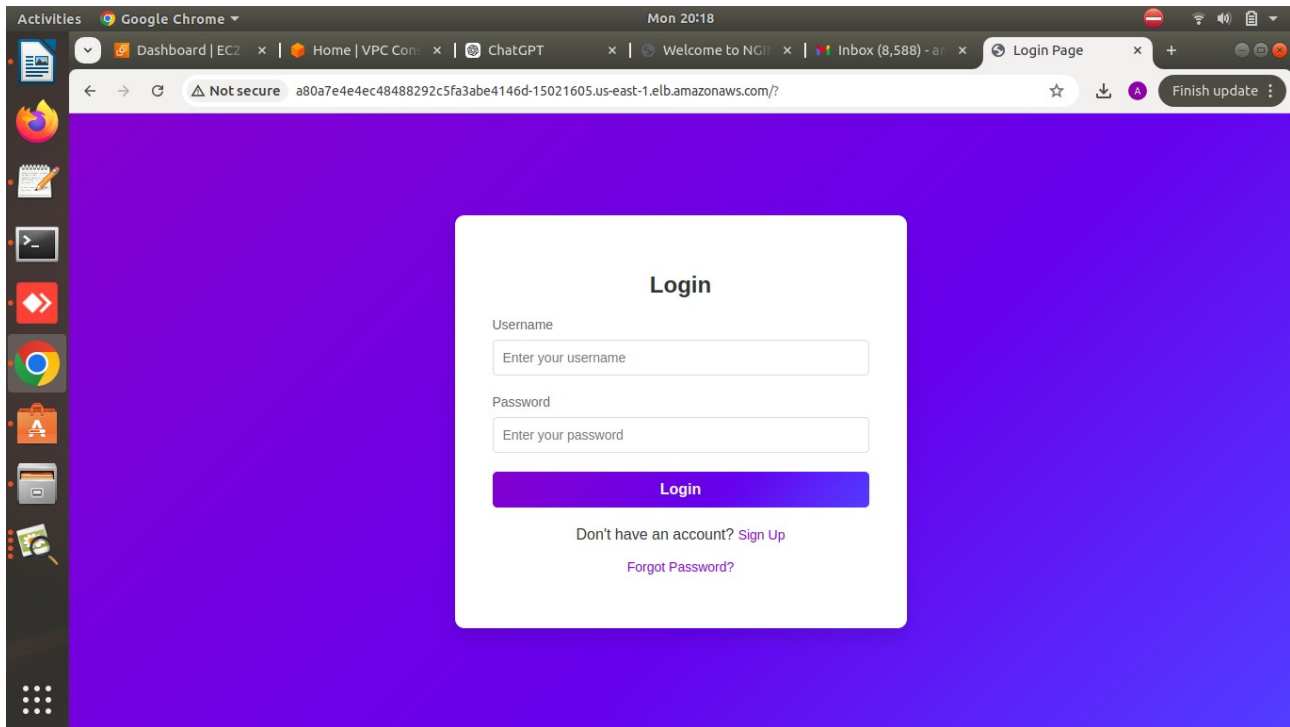 Activities Google Chrome Mon 20:18
Dashboard | EC2 Home | VPC Con ChatGPT Welcome to NGI Inbox (8,588) - a Login Page
Not secure a80a7e4e4ec48488292c5fa3abe4146d-15021605.us-east-1.elb.amazonaws.com/? A Finish update
Login
Username
Enter your username
Password
Enter your password
Login
Don't have an account? Sign Up
Forgot Password?